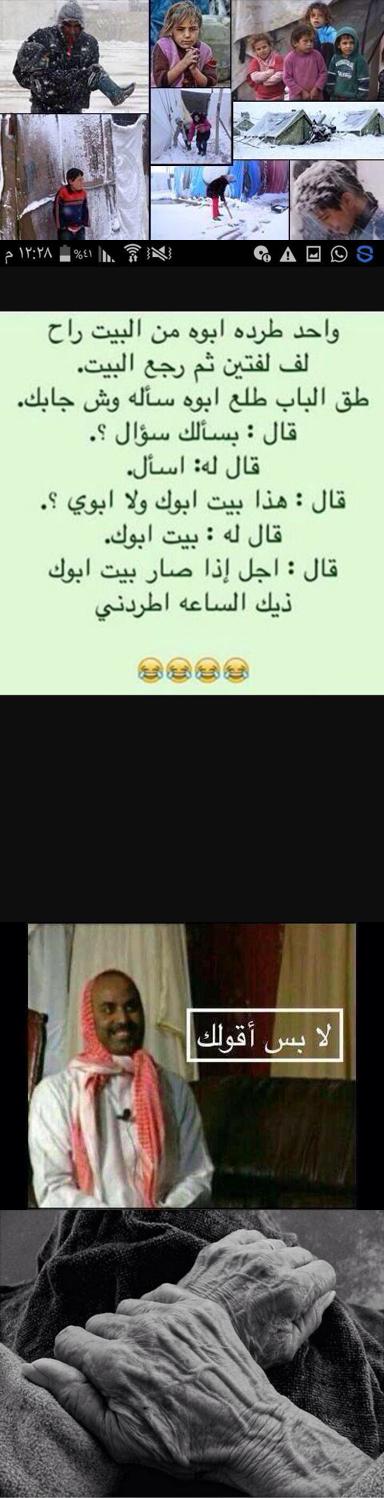 م ١٢:٢٨ %٤١
واحد طرده ابوه من البيت راح
لف لفتين ثم رجع البيت.
طق الباب طلع ابوه سأله وش جابك.
قال : بسألك سؤال ؟.
قال له: اسأل.
قال : هذا بيت ابوك ولا ابوي ؟.
قال له : بيت ابوك.
قال : اجل إذا صار بيت ابوك
ذيك الساعه اطردني
😂😂😂😂
لا بس أقولك